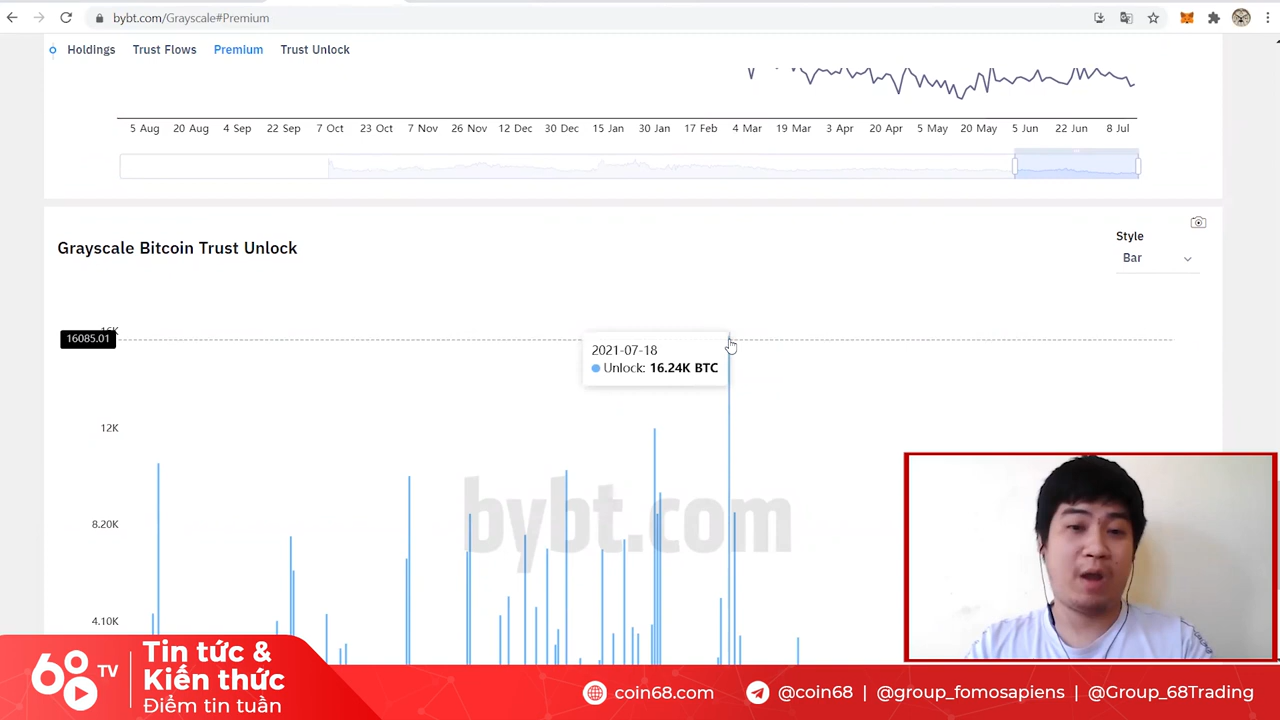 bybt.com/Grayscale#Premium
Holdings Trust Flows Premium Trust Unlock
5 Aug 20 Aug 4 Sep 22 Sep 7 Oct 23 Oct 7 Nov 26 Nov 12 Dec 30 Dec 15 Jan 30 Jan 17 Feb 4 Mar 19 Mar 3 Apr 20 Apr 5 May 20 May 5 Jun 22 Jun 8 Jul
Grayscale Bitcoin Trust Unlock
Style
Bar
16K
16085.01
2021-07-18
Unlock: 16.24K BTC
12K
8.20K
4.10K
bybt.com
68 TV
Tin tức &
Kiến thức
Điểm tin tuần
coin68.com @coin68 | @group_fomosapiens | @Group_68Trading